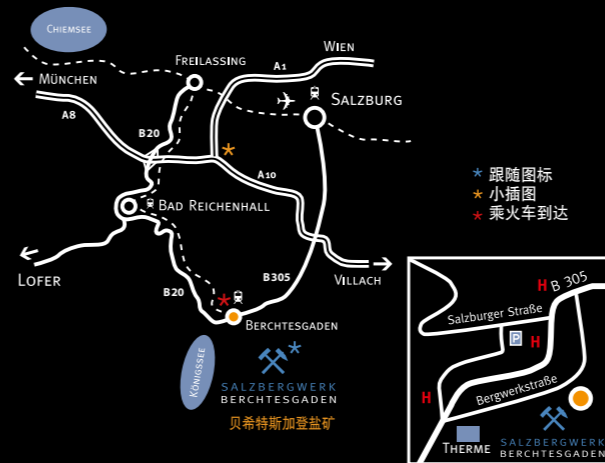 CHIEMSEE
WIEN
FREILASSING
A1
MÜNCHEN
A8
SALZBURG
B20
* 跟随图标
A10
* 小插图
* 乘火车到达
BAD REICHENHALL
LOFER
B20
B305
VILLACH
BERCHTESGADEN
KÖNIGSSEE
SALZBERGWERK
BERCHTESGADEN
贝希特斯加登盐矿
H B 305
Salzburger Straße
P H
H
Bergwerkstraße
THERME
SALZBERGWERK
BERCHTESGADEN